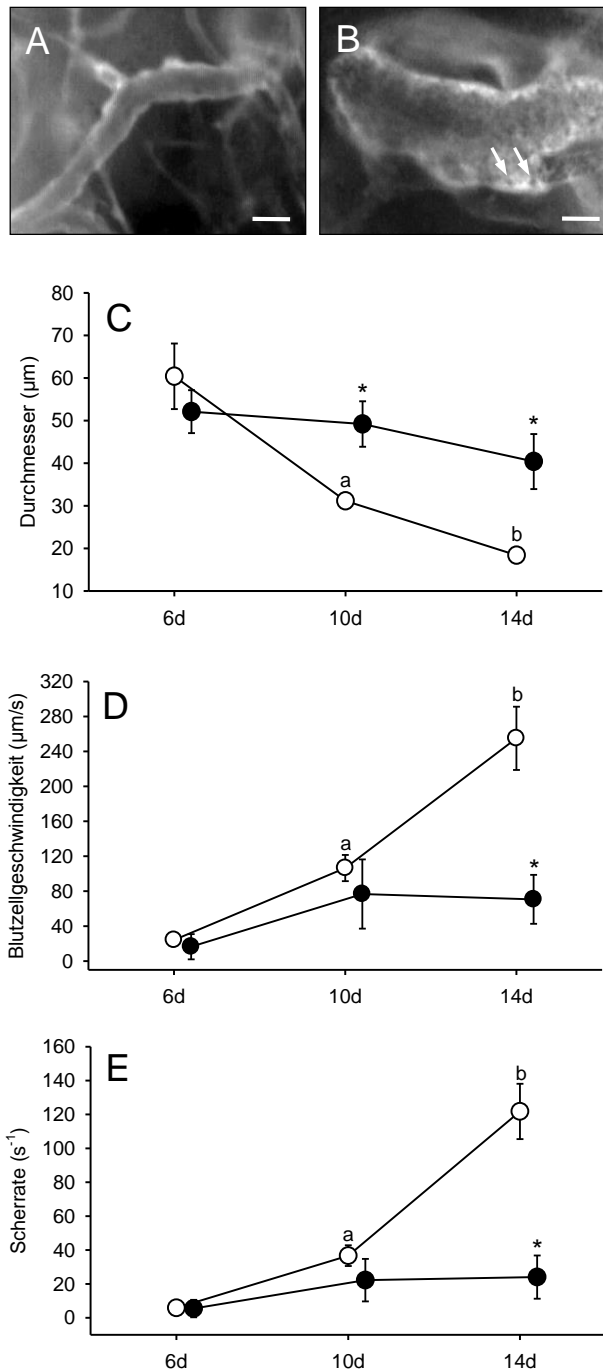 A
B
C
Durchmesser (µm)
80
70
60
50
40
30
20
10
*
*
a
b
6d
10d
14d
D
Blutzellgeschwindigkeit (µm/s)
320
280
240
200
160
120
80
40
0
b
a
*
6d
10d
14d
E
Scherrate (s⁻¹)
160
140
120
100
80
60
40
20
0
b
a
*
6d
10d
14d